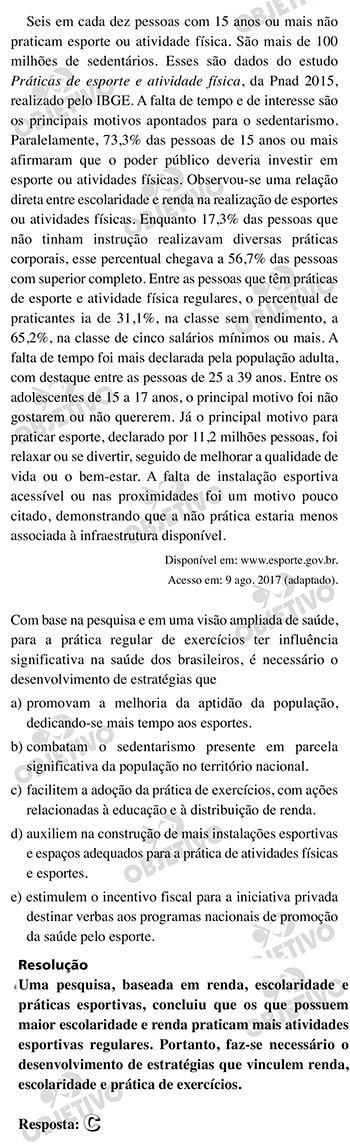 Seis em cada dez pessoas com 15 anos ou mais não
praticam esporte ou atividade física. São mais de 100
milhões de sedentários. Esses são dados do estudo
Práticas de esporte e atividade física, da Pnad 2015,
realizado pelo IBGE. A falta de tempo e de interesse são
os principais motivos apontados para o sedentarismo.
Paralelamente, 73,3% das pessoas de 15 anos ou mais
afirmaram que o poder público deveria investir em
esporte ou atividades físicas. Observou-se uma relação
direta entre escolaridade e renda na realização de esportes
ou atividades físicas. Enquanto 17,3% das pessoas que
não tinham instrução realizavam diversas práticas
corporais, esse percentual chegava a 56,7% das pessoas
com superior completo. Entre as pessoas que têm práticas
de esporte e atividade física regulares, o percentual de
praticantes ia de 31,1%, na classe sem rendimento, a
65,2%, na classe de cinco salários mínimos ou mais. A
falta de tempo foi mais declarada pela população adulta,
com destaque entre as pessoas de 25 a 39 anos. Entre os
adolescentes de 15 a 17 anos, o principal motivo foi não
gostarem ou não quererem. Já o principal motivo para
praticar esporte, declarado por 11,2 milhões pessoas, foi
relaxar ou se divertir, seguido de melhorar a qualidade de
vida ou o bem-estar. A falta de instalação esportiva
acessível ou nas proximidades foi um motivo pouco
citado, demonstrando que a não prática estaria menos
associada à infraestrutura disponível.
Disponível em: www.esporte.gov.br.
Acesso em: 9 ago. 2017 (adaptado).
Com base na pesquisa e em uma visão ampliada de saúde,
para a prática regular de exercícios ter influência
significativa na saúde dos brasileiros, é necessário o
desenvolvimento de estratégias que
a) promovam a melhoria da aptidão da população,
dedicando-se mais tempo aos esportes.
b) combatam o sedentarismo presente em parcela
significativa da população no território nacional.
c) facilitem a adoção da prática de exercícios, com ações
relacionadas à educação e à distribuição de renda.
d) auxiliem na construção de mais instalações esportivas
e espaços adequados para a prática de atividades físicas
e esportes.
e) estimulem o incentivo fiscal para a iniciativa privada
destinar verbas aos programas nacionais de promoção
da saúde pelo esporte.
Resolução
Uma pesquisa, baseada em renda, escolaridade e
práticas esportivas, concluiu que os que possuem
maior escolaridade e renda praticam mais atividades
esportivas regulares. Portanto, faz-se necessário o
desenvolvimento de estratégias que vinculem renda,
escolaridade e prática de exercícios.
Resposta: C